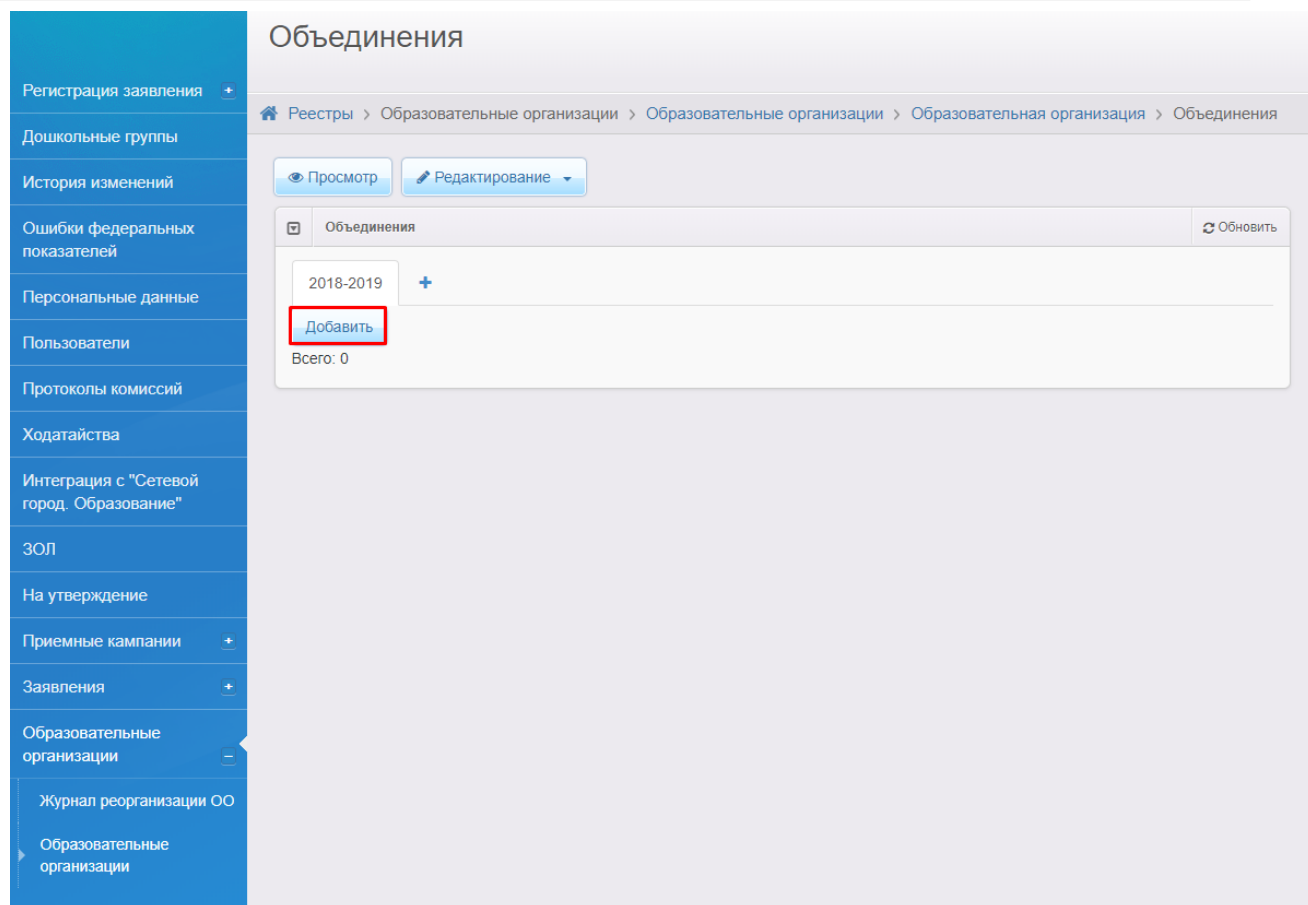 Объединения
Регистрация заявления
Дошкольные группы
История изменений
Ошибки федеральных
показателей
Персональные данные
Пользователи
Протоколы комиссий
Ходатайства
Интеграция с "Сетевой
город. Образование"
ЗОЛ
На утверждение
Приемные кампании
Заявления
Образовательные
организации
Журнал реорганизации ОО
Образовательные
организации
Реестры > Образовательные организации > Образовательные организации > Образовательная организация > Объединения
Просмотр Редактирование
Объединения Обновить
2018-2019 +
Добавить
Всего: 0